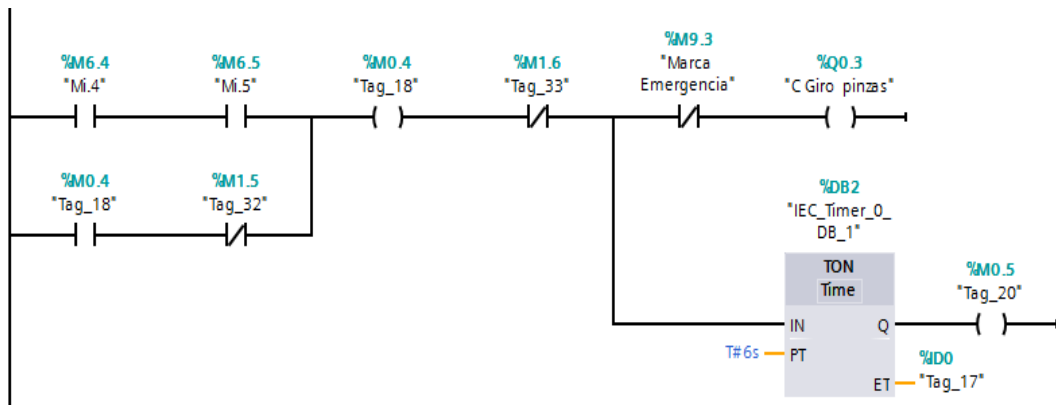 %M6.4
"Mi.4"
%M6.5
"Mi.5"
%M0.4
"Tag_18"
%M1.6
"Tag_33"
%M9.3
"Marca
Emergencia"
%Q0.3
"C Giro pinzas"
%M0.4
"Tag_18"
%M1.5
"Tag_32"
%DB2
"IEC_Timer_0_
DB_1"
TON
Time
%M0.5
"Tag_20"
IN
Q
T#6s
PT
%ID0
ET
"Tag_17"